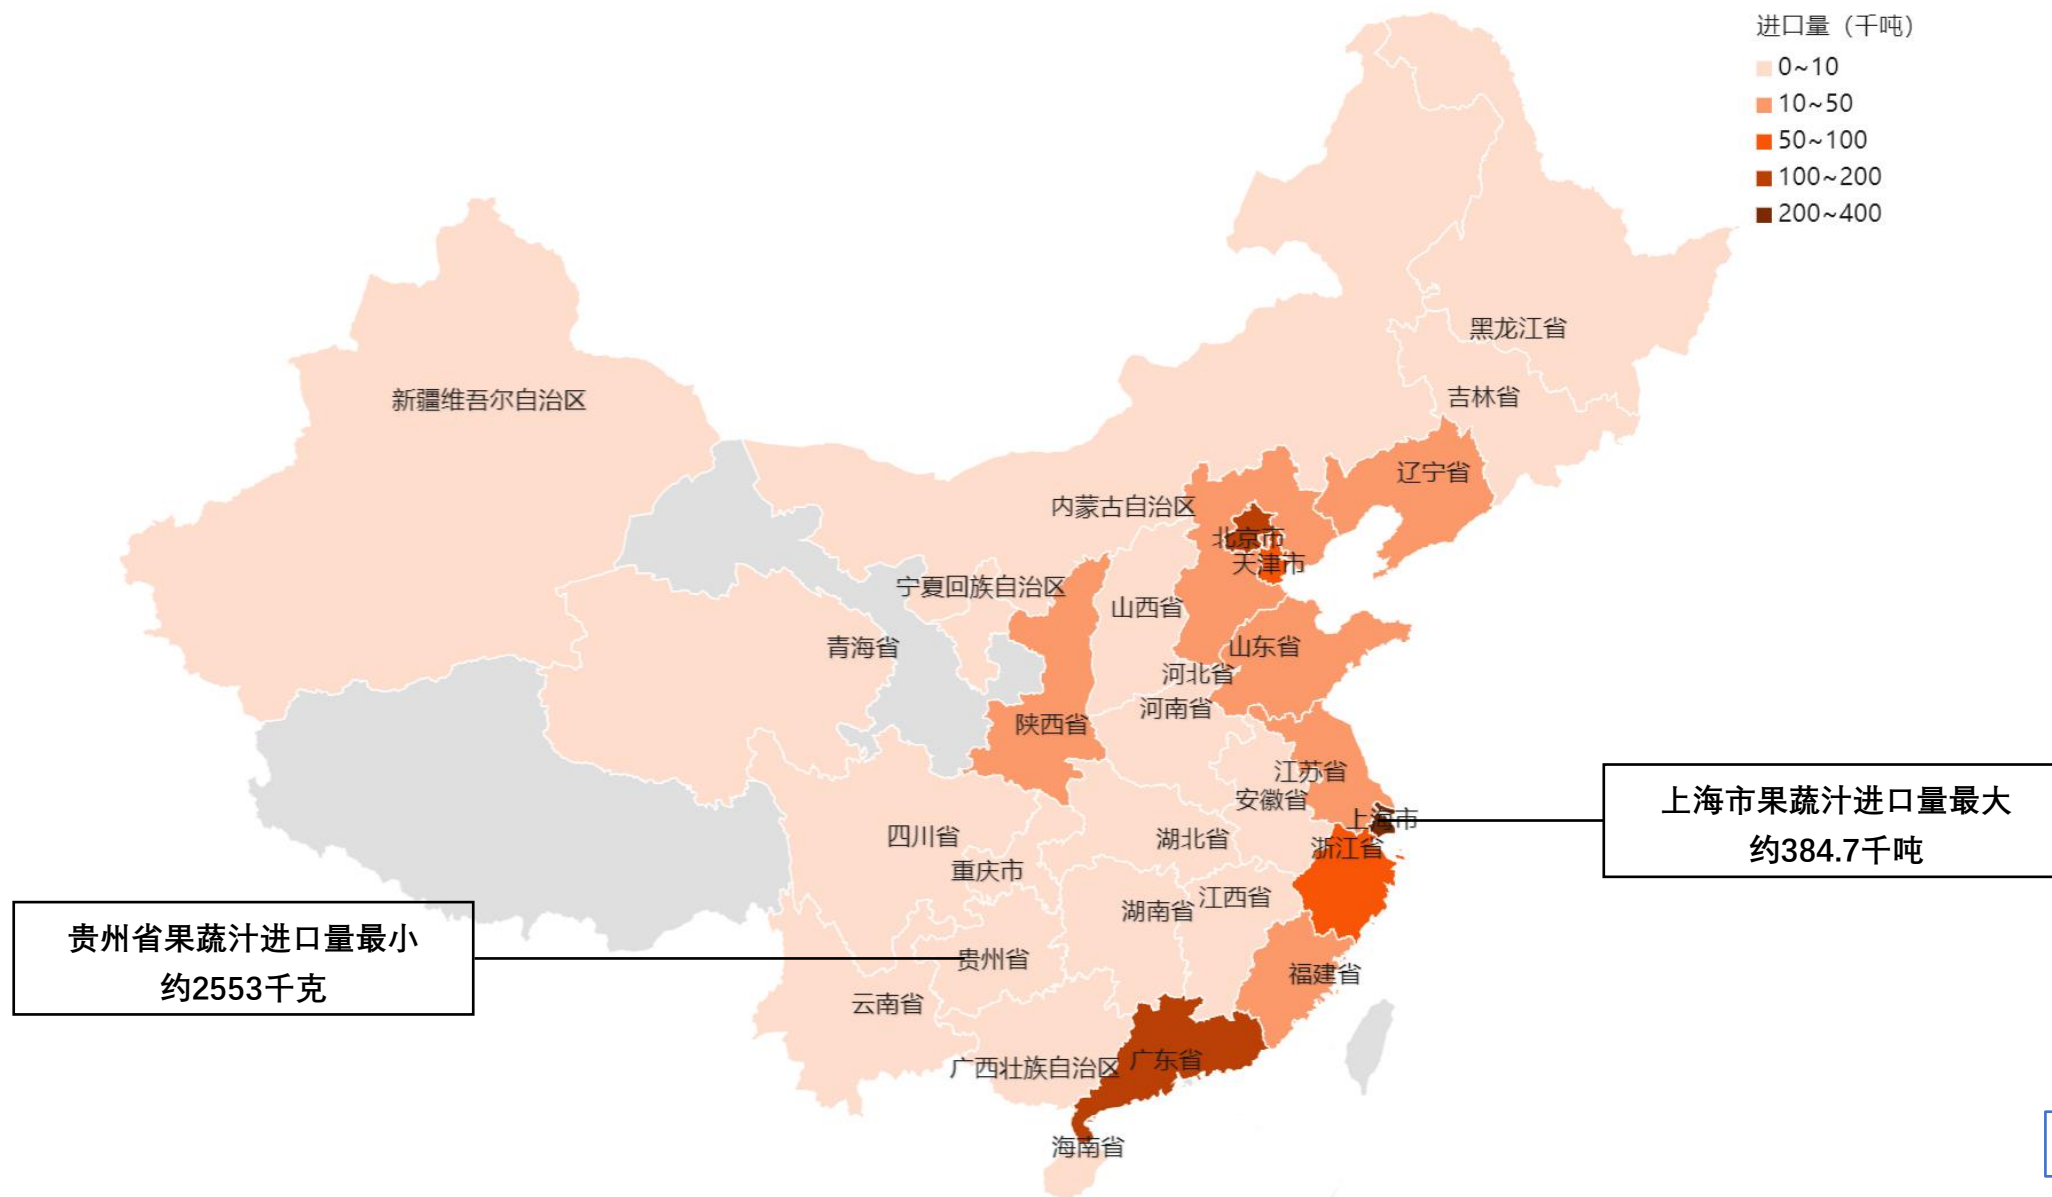 进口量（千吨）
0~10
10~50
50~100
100~200
200~400
黑龙江省
吉林省
新疆维吾尔自治区
辽宁省
内蒙古自治区
北京市
天津市
宁夏回族自治区
山西省
青海省
山东省
河北省
河南省
陕西省
江苏省
安徽省
上海市
上海市果蔬汁进口量最大
约384.7千吨
四川省
湖北省
浙江省
重庆市
江西省
湖南省
贵州省果蔬汁进口量最小
约2553千克
贵州省
福建省
云南省
广西壮族自治区
广东省
海南省